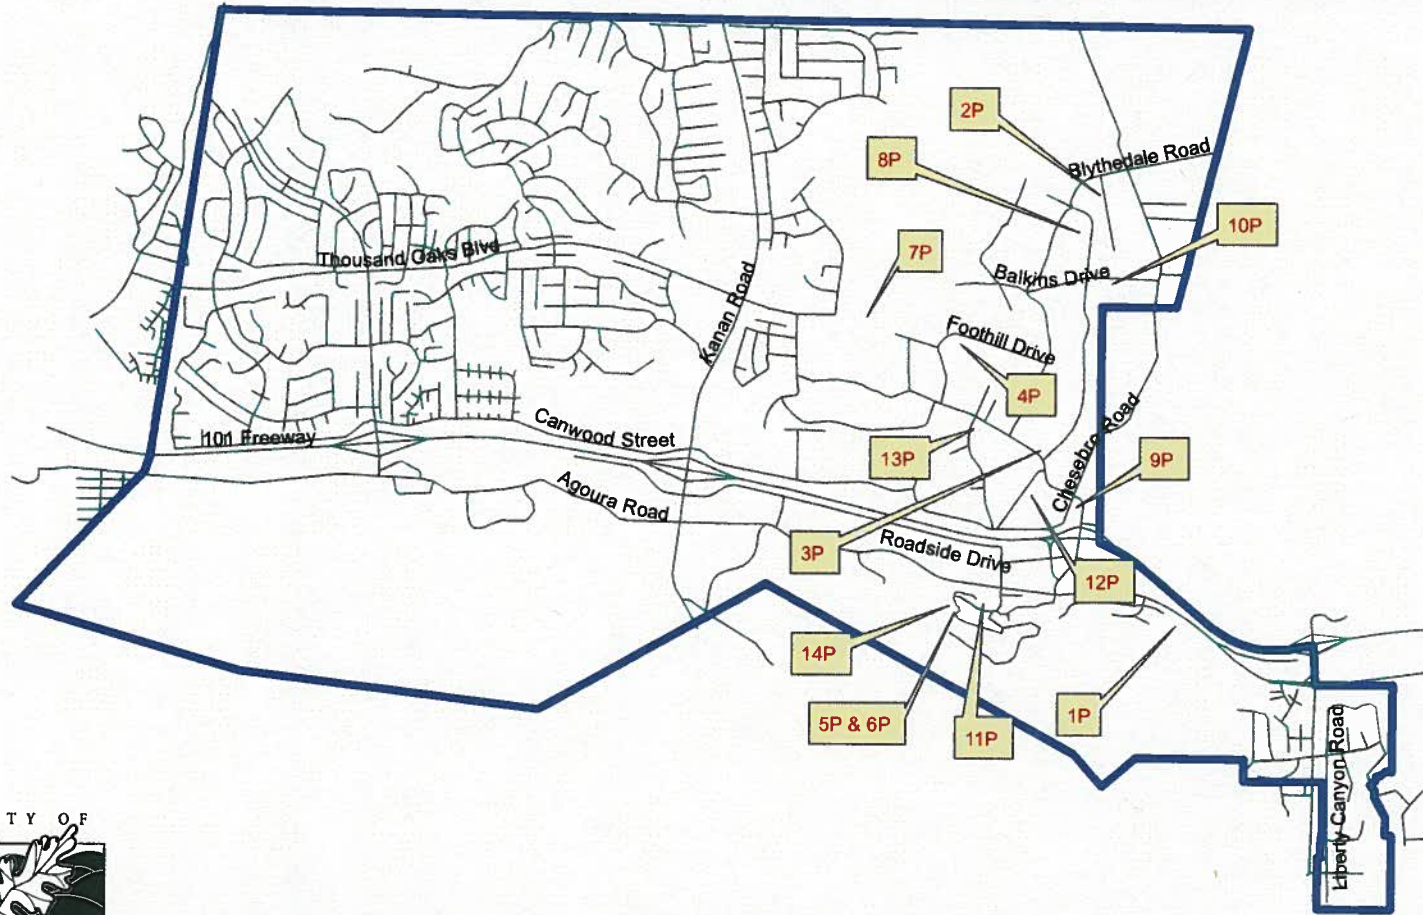 2P
Blythedale Road
8P
10P
7P
Thousand Oaks Blvd
Balkins Drive
Kanan Road
Foothill Drive
4P
Chesebro Road
Canwood Street
101 Freeway
13P
9P
Agoura Road
3P
Roadside Drive
12P
14P
1P
5P & 6P
11P
Liberty Canyon Road
TY OF